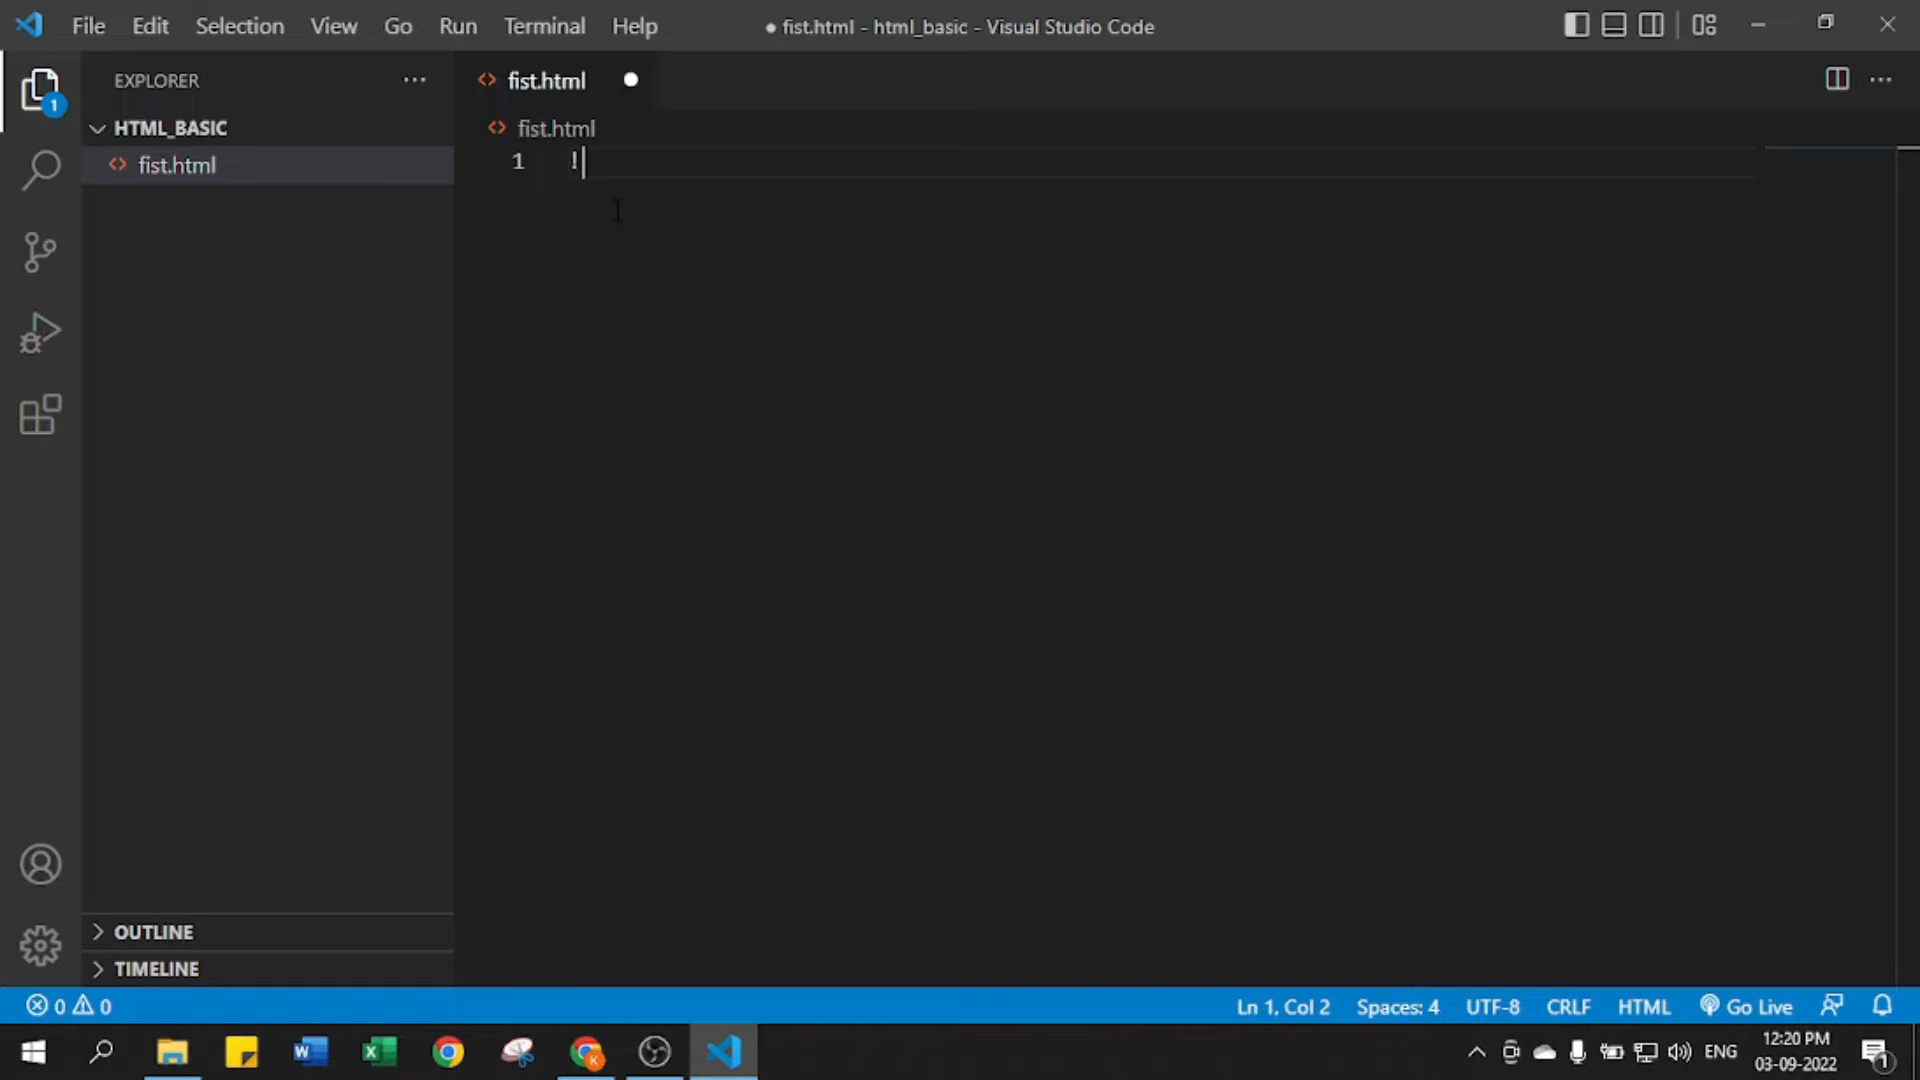 File Edit Selection View Go Run Terminal Help
● fist.html - html_basic - Visual Studio Code
EXPLORER
fist.html
1
HTML_BASIC
fist.html
fist.html
1 !
OUTLINE
TIMELINE
0 0
Ln 1, Col 2 Spaces: 4 UTF-8 CRLF HTML Go Live
W X K
ENG
12:20 PM
03-09-2022
1